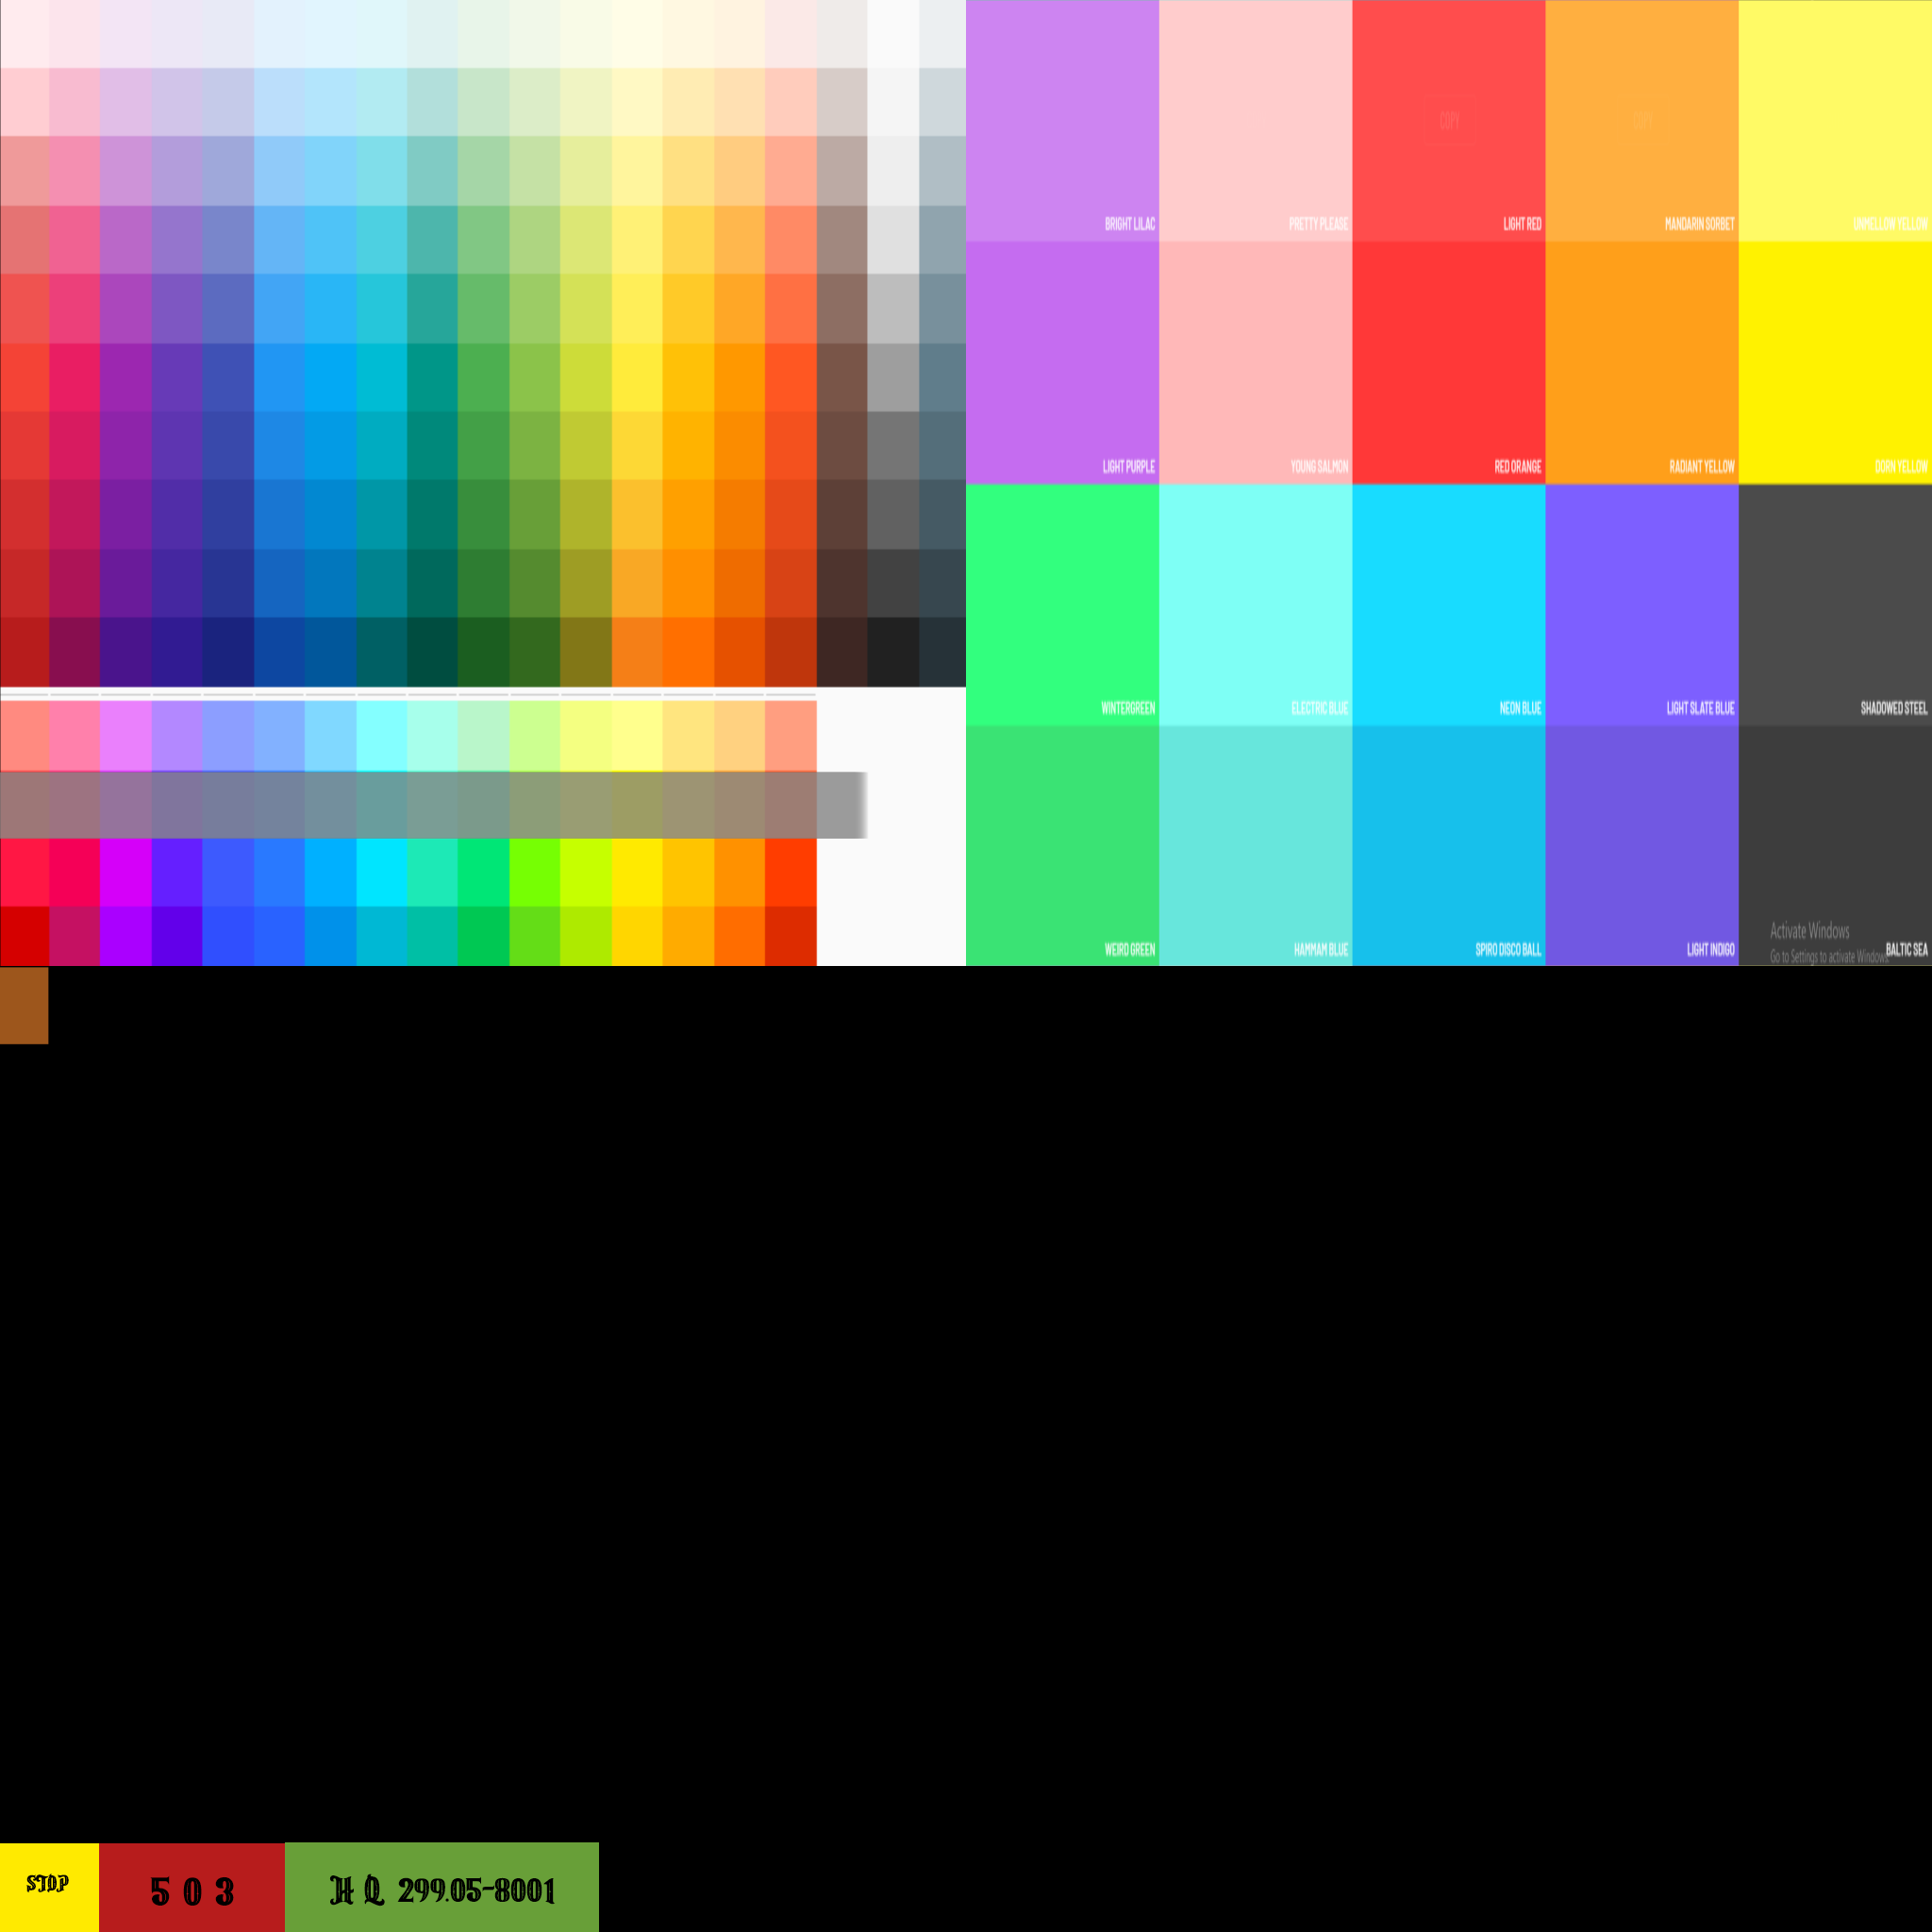 COPY COPY
BRIGHT LILAC PRETTY PLEASE LIGHT RED MANDARIN SORBET UNMELLOW YELLOW
LIGHT PURPLE YOUNG SALMON RED ORANGE RADIANT YELLOW DORN YELLOW
WINTERGREEN ELECTRIC BLUE NEON BLUE LIGHT SLATE BLUE SHADOWED STEEL
Activate Windows
WEIRD GREEN HAMMAM BLUE SPIRO DISCO BALL LIGHT INDIGO BALTIC SEA
Go to Settings to activate Windows
STOP 5 0 3 H Q 299.05-8001